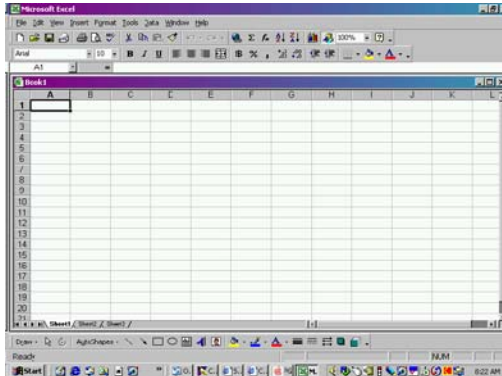 Microsoft Excel
File Edit View Insert Format Tools Data Window Help
100%
Arial 10 B I U $ % ,
A1 =
Book1
A B C D E F G H I J K L
1
2
3
4
5
6
7
8
9
10
11
12
13
14
15
16
17
18
19
20
21
Sheet1 Sheet2 Sheet3
Draw AutoShapes
Ready NUM
Start 8:22 AM